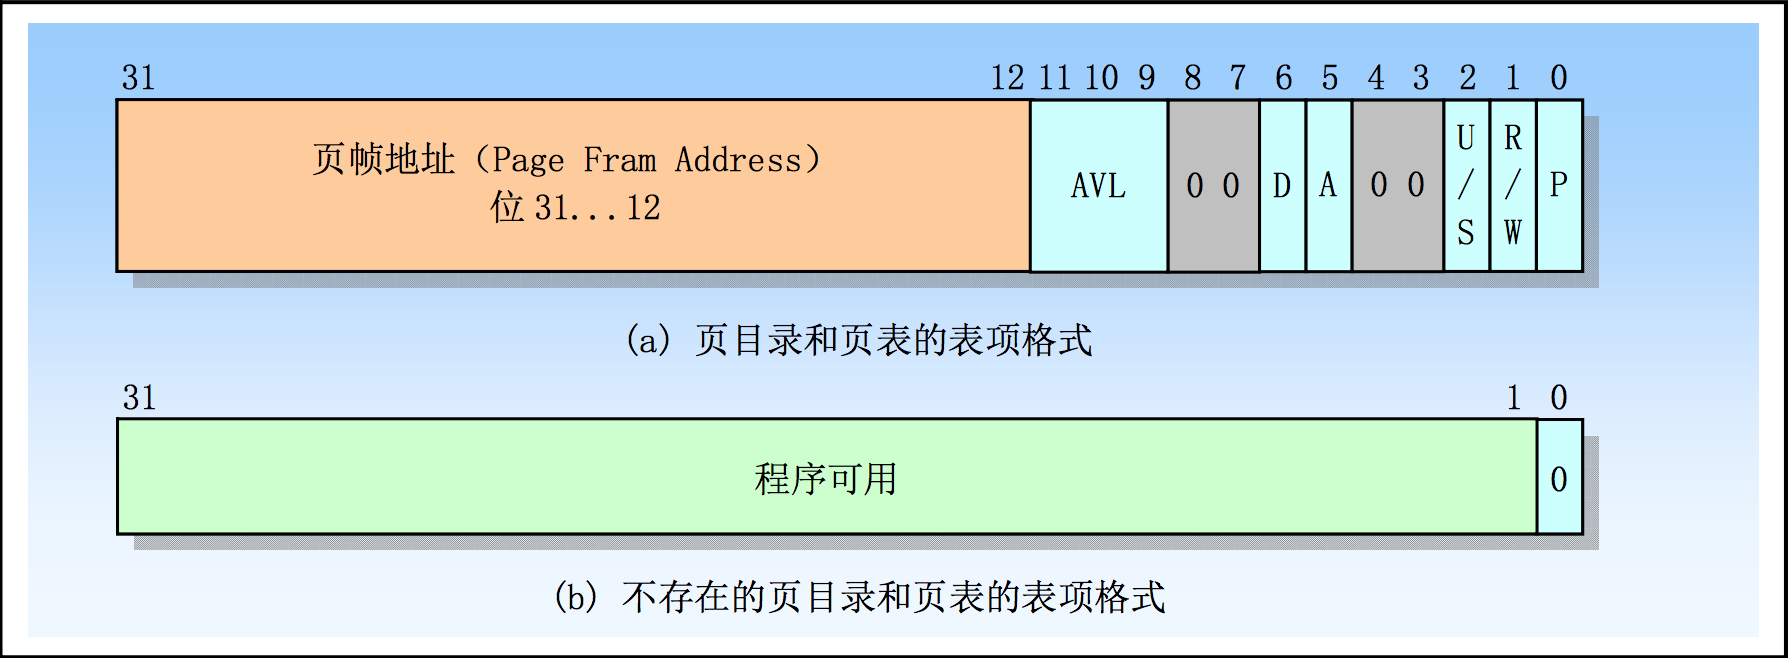 31 12 11 10 9 8 7 6 5 4 3 2 1 0
页帧地址（Page Fram Address）
位 31...12
AVL
0 0
D
A
0 0
U/S
R/W
P
(a) 页目录和页表的表项格式
31 1 0
程序可用
0
(b) 不存在的页目录和页表的表项格式